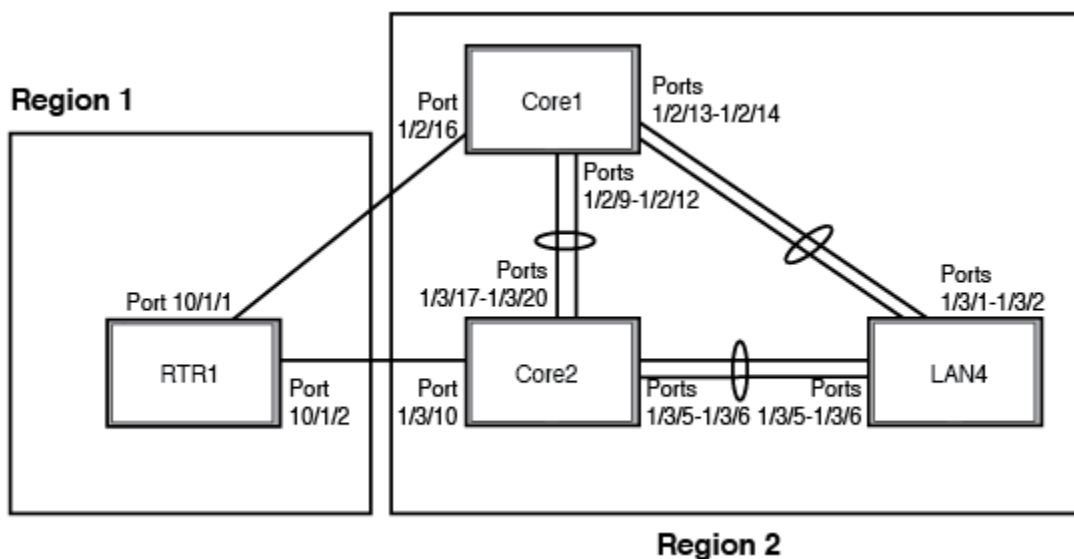 Region 1
Port
1/2/16
Core1
Ports
1/2/13-1/2/14
Ports
1/2/9-1/2/12
Ports
1/3/17-1/3/20
Ports
1/3/1-1/3/2
Port 10/1/1
RTR1
Port
10/1/2
Port
1/3/10
Core2
Ports
1/3/5-1/3/6
Ports
1/3/5-1/3/6
LAN4
Region 2